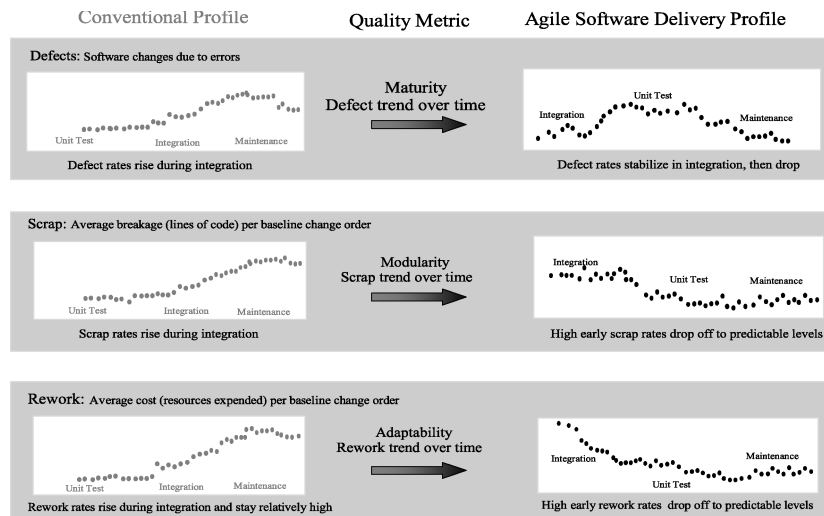 Conventional Profile
Quality Metric
Agile Software Delivery Profile
Defects: Software changes due to errors
Unit Test
Integration
Maintenance
Defect rates rise during integration
Maturity
Defect trend over time
Integration
Unit Test
Maintenance
Defect rates stabilize in integration, then drop
Scrap: Average breakage (lines of code) per baseline change order
Unit Test
Integration
Maintenance
Scrap rates rise during integration
Modularity
Scrap trend over time
Integration
Unit Test
Maintenance
High early scrap rates drop off to predictable levels
Rework: Average cost (resources expended) per baseline change order
Unit Test
Integration
Maintenance
Rework rates rise during integration and stay relatively high
Adaptability
Rework trend over time
Integration
Unit Test
Maintenance
High early rework rates drop off to predictable levels